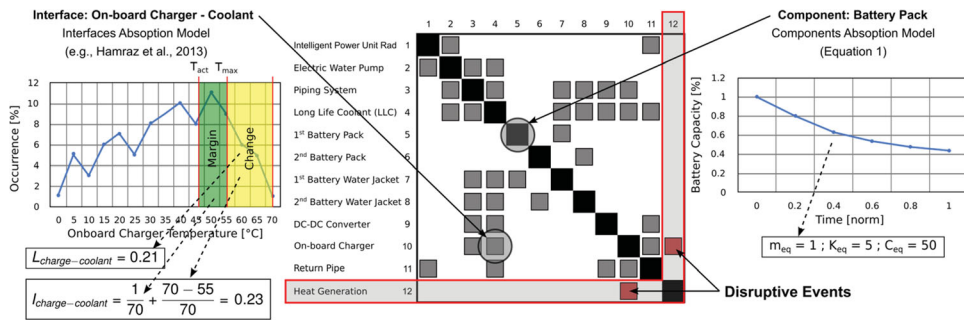 Interface: On-board Charger - Coolant
Interfaces Absoption Model
(e.g., Hamraz et al., 2013)
T_act T_max
Occurrence [%]
12
10
8
6
4
2
0
Margin
Change
0 5 10 15 20 25 30 35 40 45 50 55 60 65 70
Onboard Charger Temperature [°C]
L_charge−coolant = 0.21
I_charge−coolant = 1/70 + (70 − 55)/70 = 0.23
1 2 3 4 5 6 7 8 9 10 11 12
Intelligent Power Unit Rad 1
Electric Water Pump 2
Piping System 3
Long Life Coolant (LLC) 4
1st Battery Pack 5
2nd Battery Pack 6
1st Battery Water Jacket 7
2nd Battery Water Jacket 8
DC-DC Converter 9
On-board Charger 10
Return Pipe 11
Heat Generation 12
Component: Battery Pack
Components Absoption Model
(Equation 1)
Battery Capacity [%]
1.2
1
0.8
0.6
0.4
0.2
0
0 0.2 0.4 0.6 0.8 1
Time [norm]
m_eq = 1 ; K_eq = 5 ; C_eq = 50
Disruptive Events